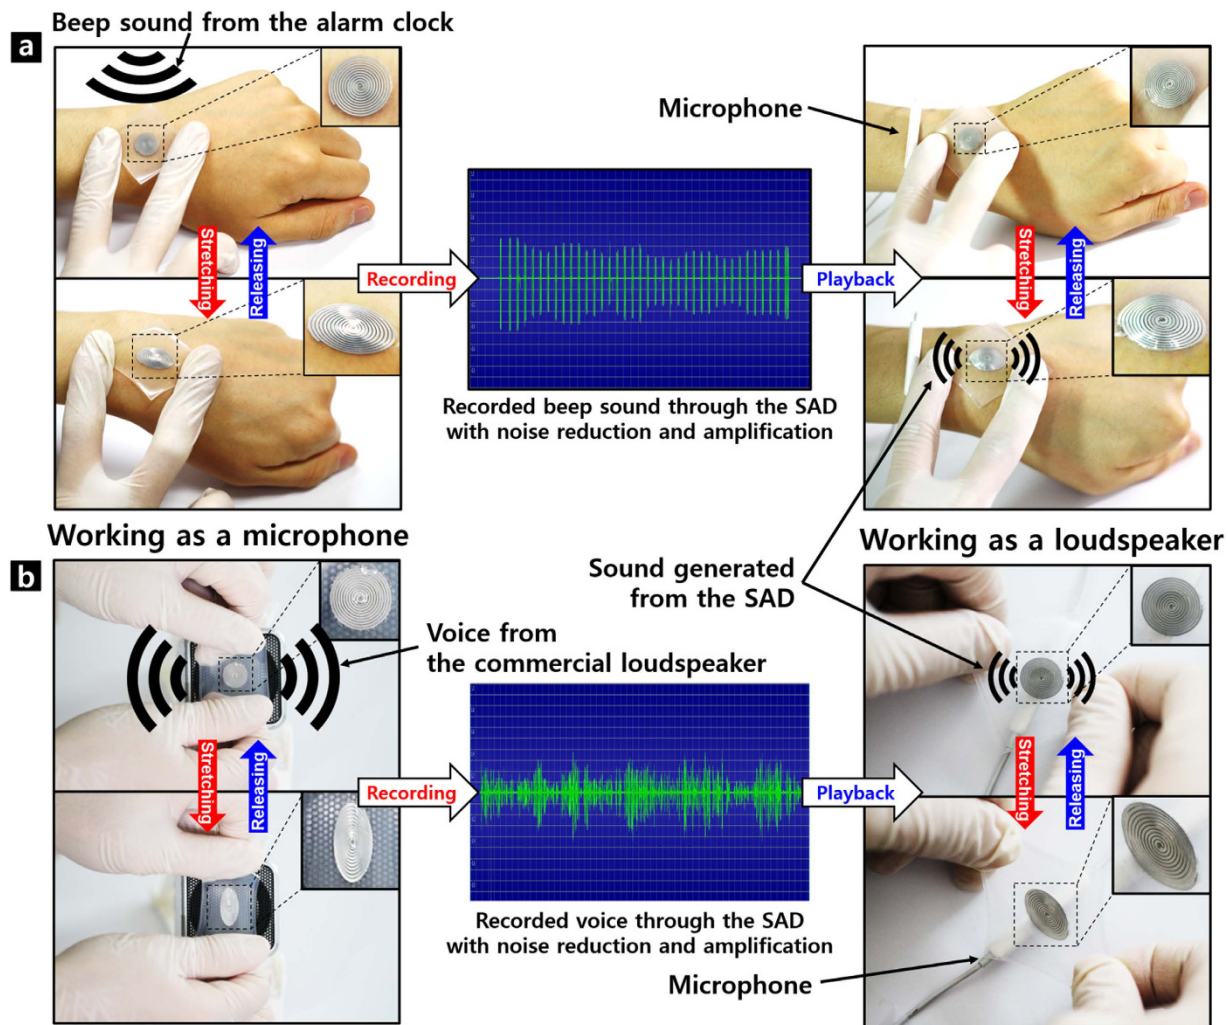 Beep sound from the alarm clock
a
Microphone
Stretching
Releasing
Stretching
Releasing
Recording
Playback
Recorded beep sound through the SAD
with noise reduction and amplification
Working as a microphone
Working as a loudspeaker
b
Sound generated
from the SAD
Voice from
the commercial loudspeaker
Stretching
Releasing
Stretching
Releasing
Recording
Playback
Recorded voice through the SAD
with noise reduction and amplification
Microphone